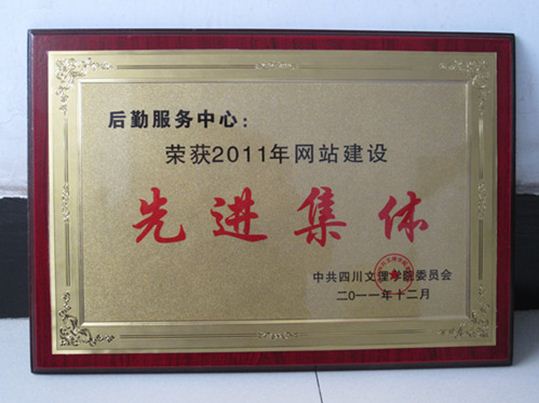 后勤服务中心：
荣获2011年网站建设
先进集体
中共四川文理学院委员会
二〇一一年十二月